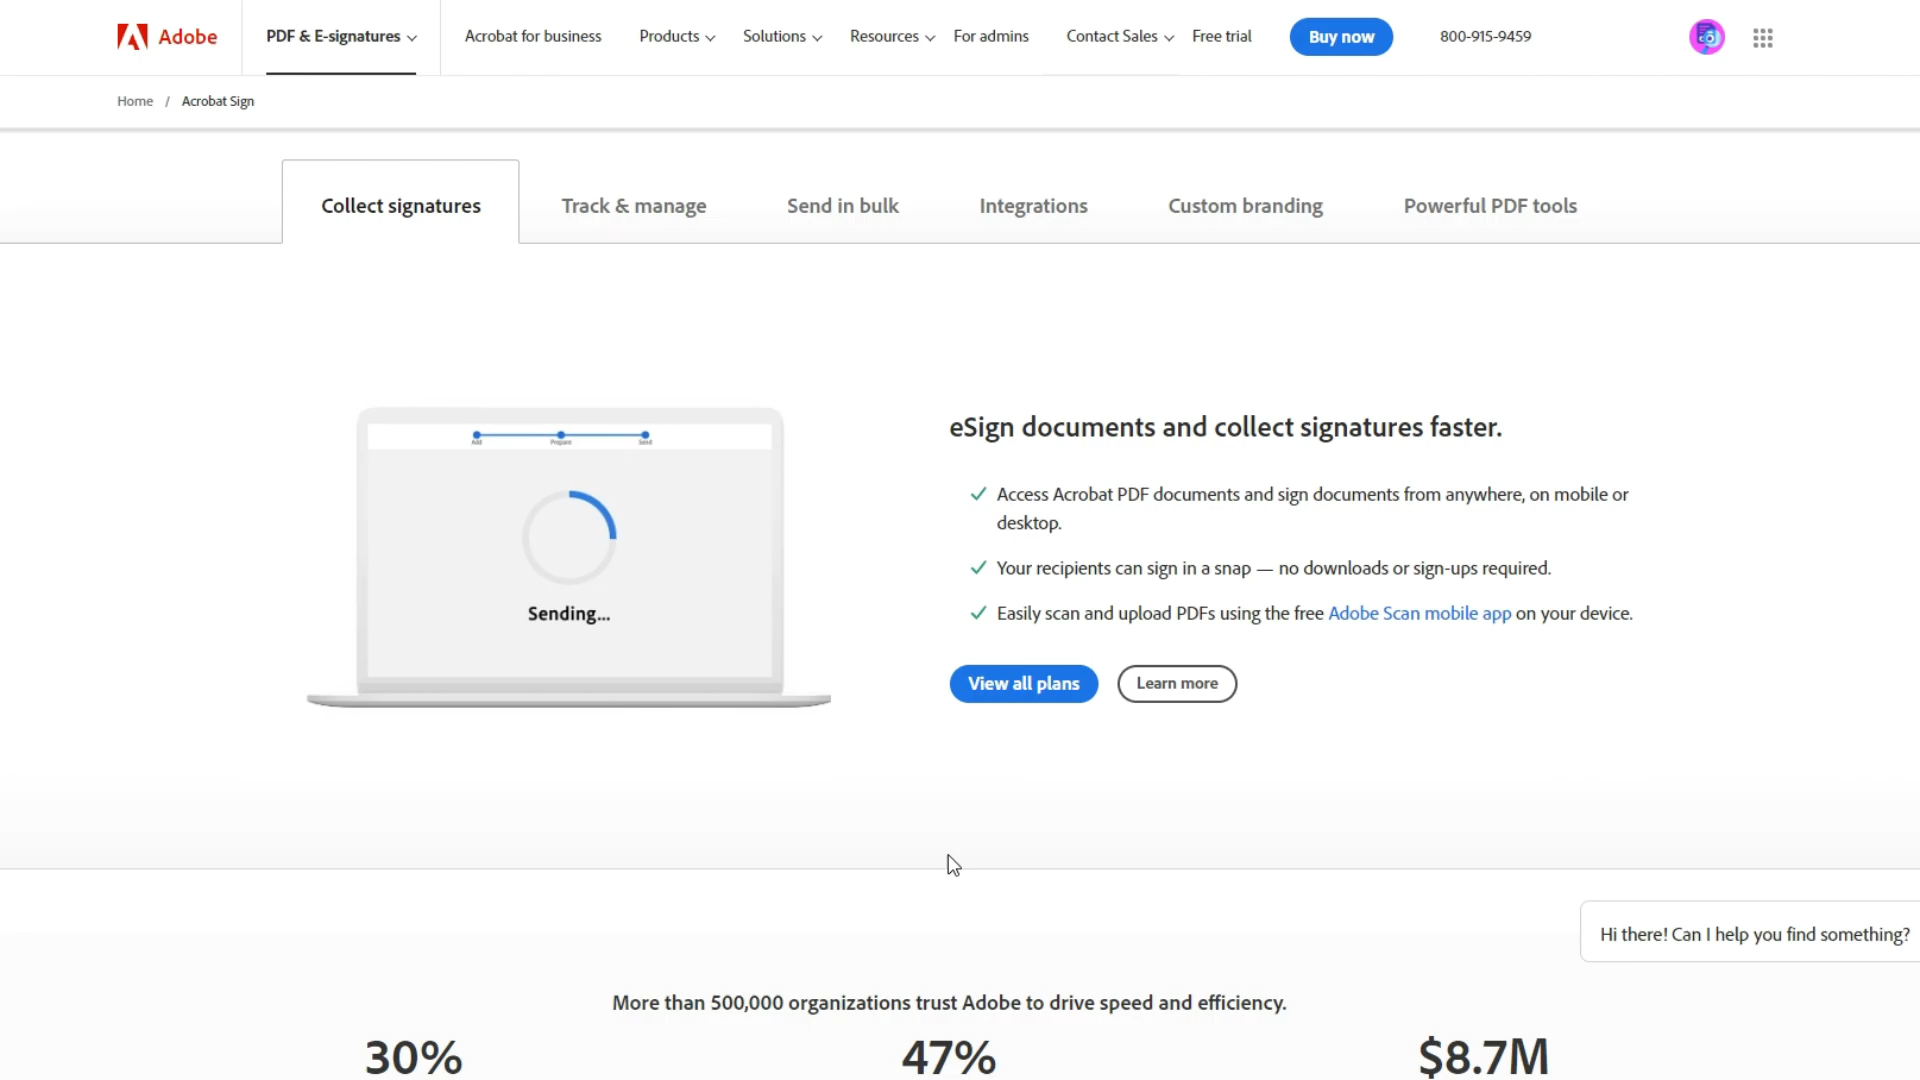 Adobe
PDF & E-signatures
Acrobat for business
Products
Solutions
Resources
For admins
Contact Sales
Free trial
Buy now
800-915-9459
Home / Acrobat Sign
Collect signatures
Track & manage
Send in bulk
Integrations
Custom branding
Powerful PDF tools
Add
Prepare
Send
Sending...
eSign documents and collect signatures faster.
Access Acrobat PDF documents and sign documents from anywhere, on mobile or
desktop.
Your recipients can sign in a snap — no downloads or sign-ups required.
Easily scan and upload PDFs using the free Adobe Scan mobile app on your device.
View all plans
Learn more
Hi there! Can I help you find something?
More than 500,000 organizations trust Adobe to drive speed and efficiency.
30%
47%
$8.7M